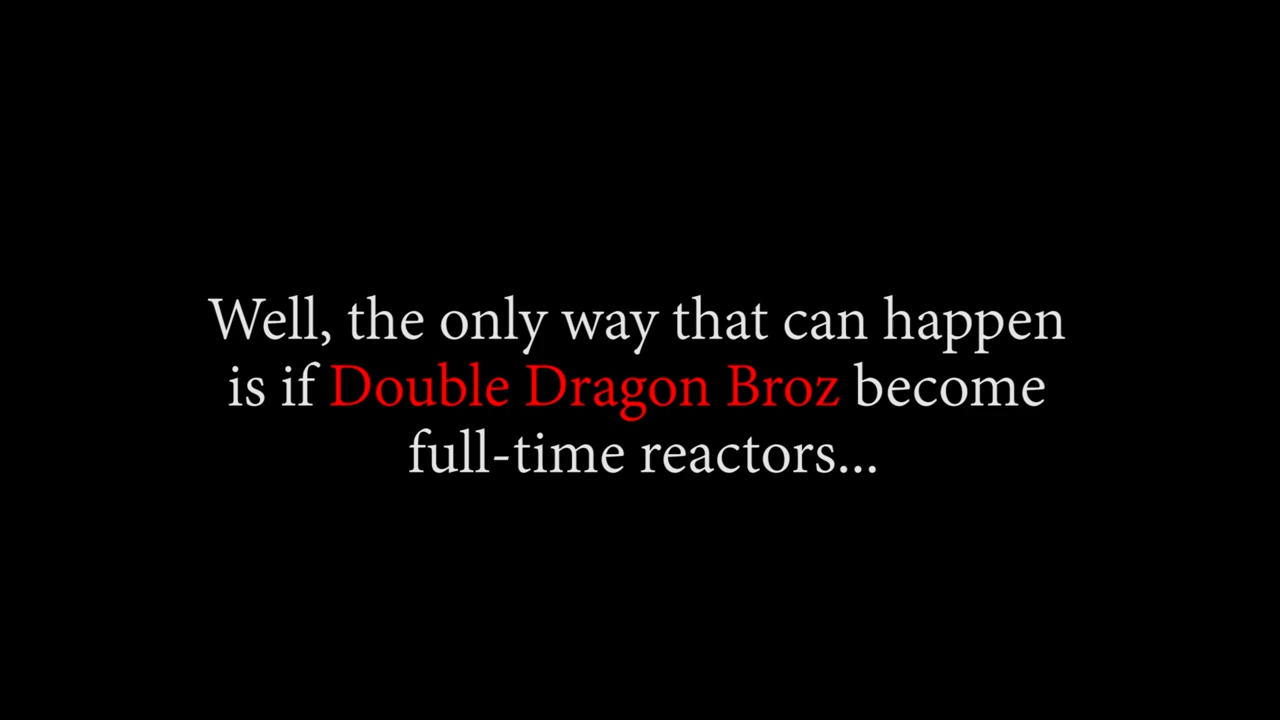 Well, the only way that can happen
is if Double Dragon Broz become
full-time reactors...